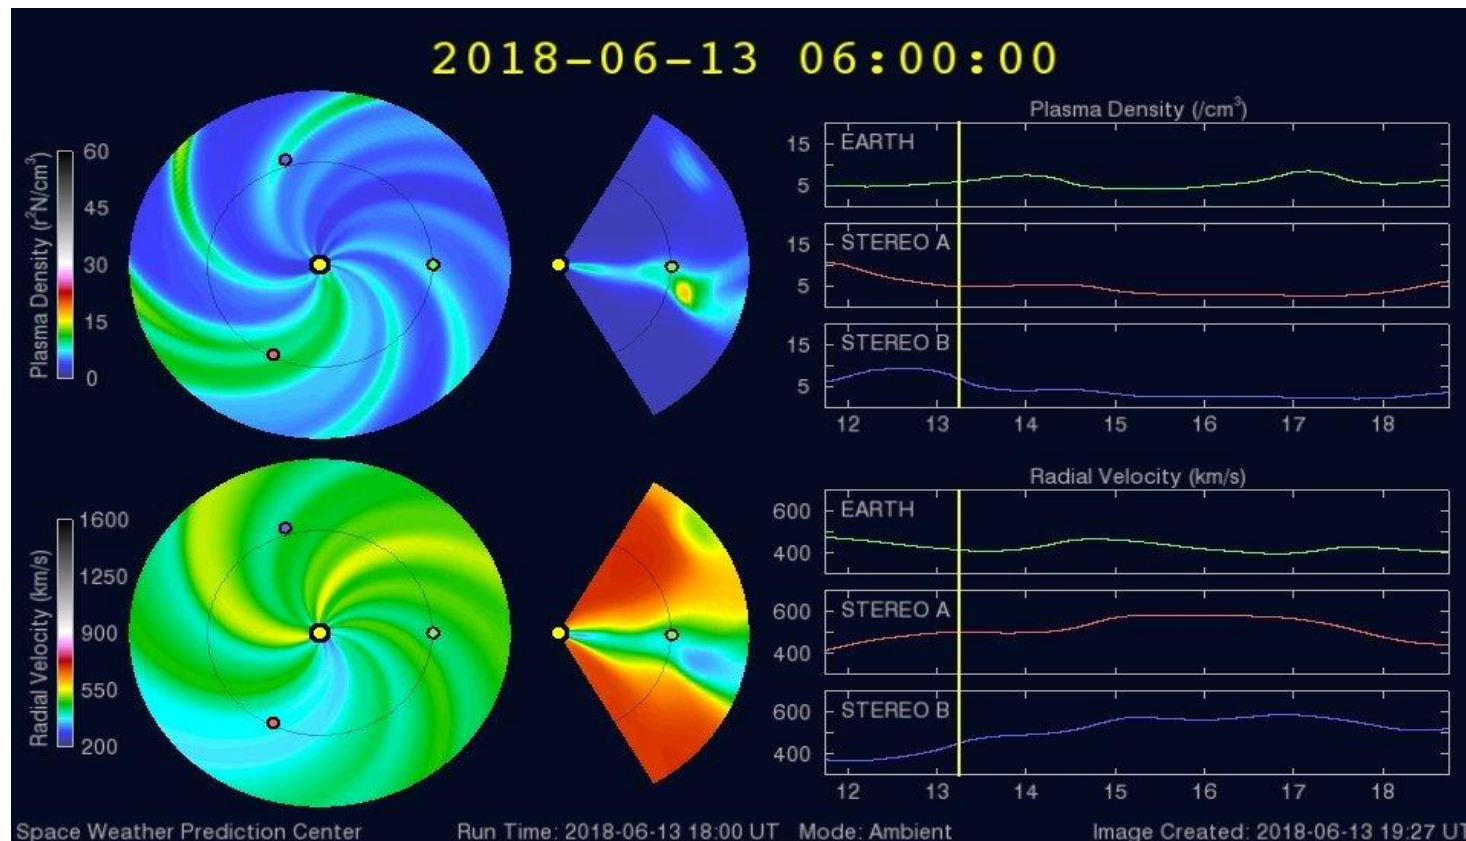 2018-06-13 06:00:00
Plasma Density (r²N/cm³)
60
45
30
15
0
Plasma Density (/cm³)
15
5
EARTH
15
5
STEREO A
15
5
STEREO B
12 13 14 15 16 17 18
Radial Velocity (km/s)
1600
1250
900
550
200
Radial Velocity (km/s)
600
400
EARTH
600
400
STEREO A
600
400
STEREO B
12 13 14 15 16 17 18
Space Weather Prediction Center Run Time: 2018-06-13 18:00 UT Mode: Ambient Image Created: 2018-06-13 19:27 UT